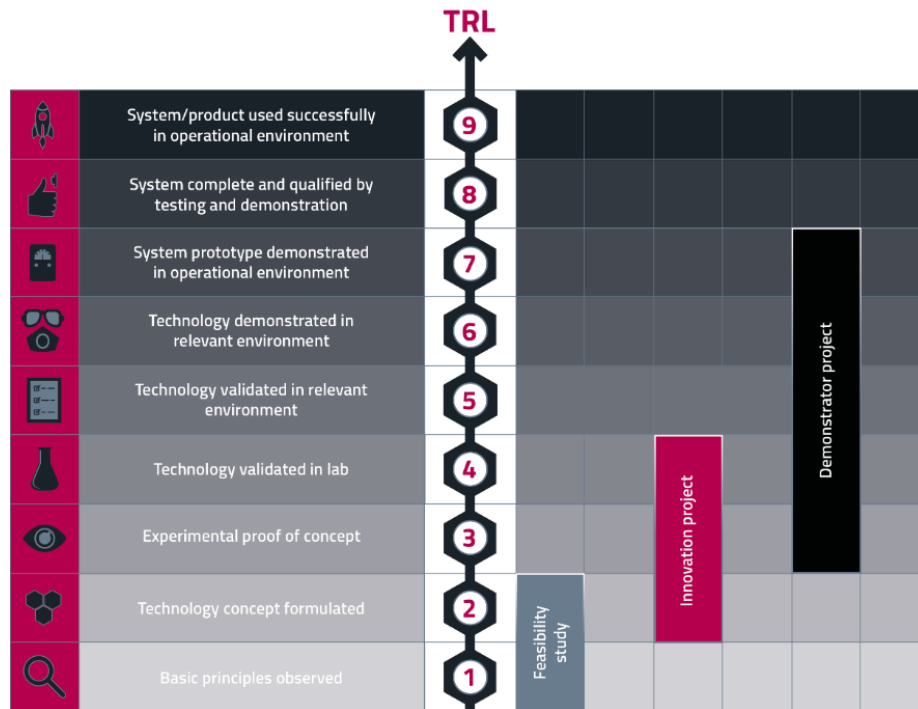 TRL
System/product used successfully
in operational environment
9
System complete and qualified by
testing and demonstration
8
System prototype demonstrated
in operational environment
7
Technology demonstrated in
relevant environment
6
Technology validated in relevant
environment
5
Technology validated in lab
4
Experimental proof of concept
3
Technology concept formulated
2
Basic principles observed
1
Feasibility
study
Innovation project
Demonstrator project